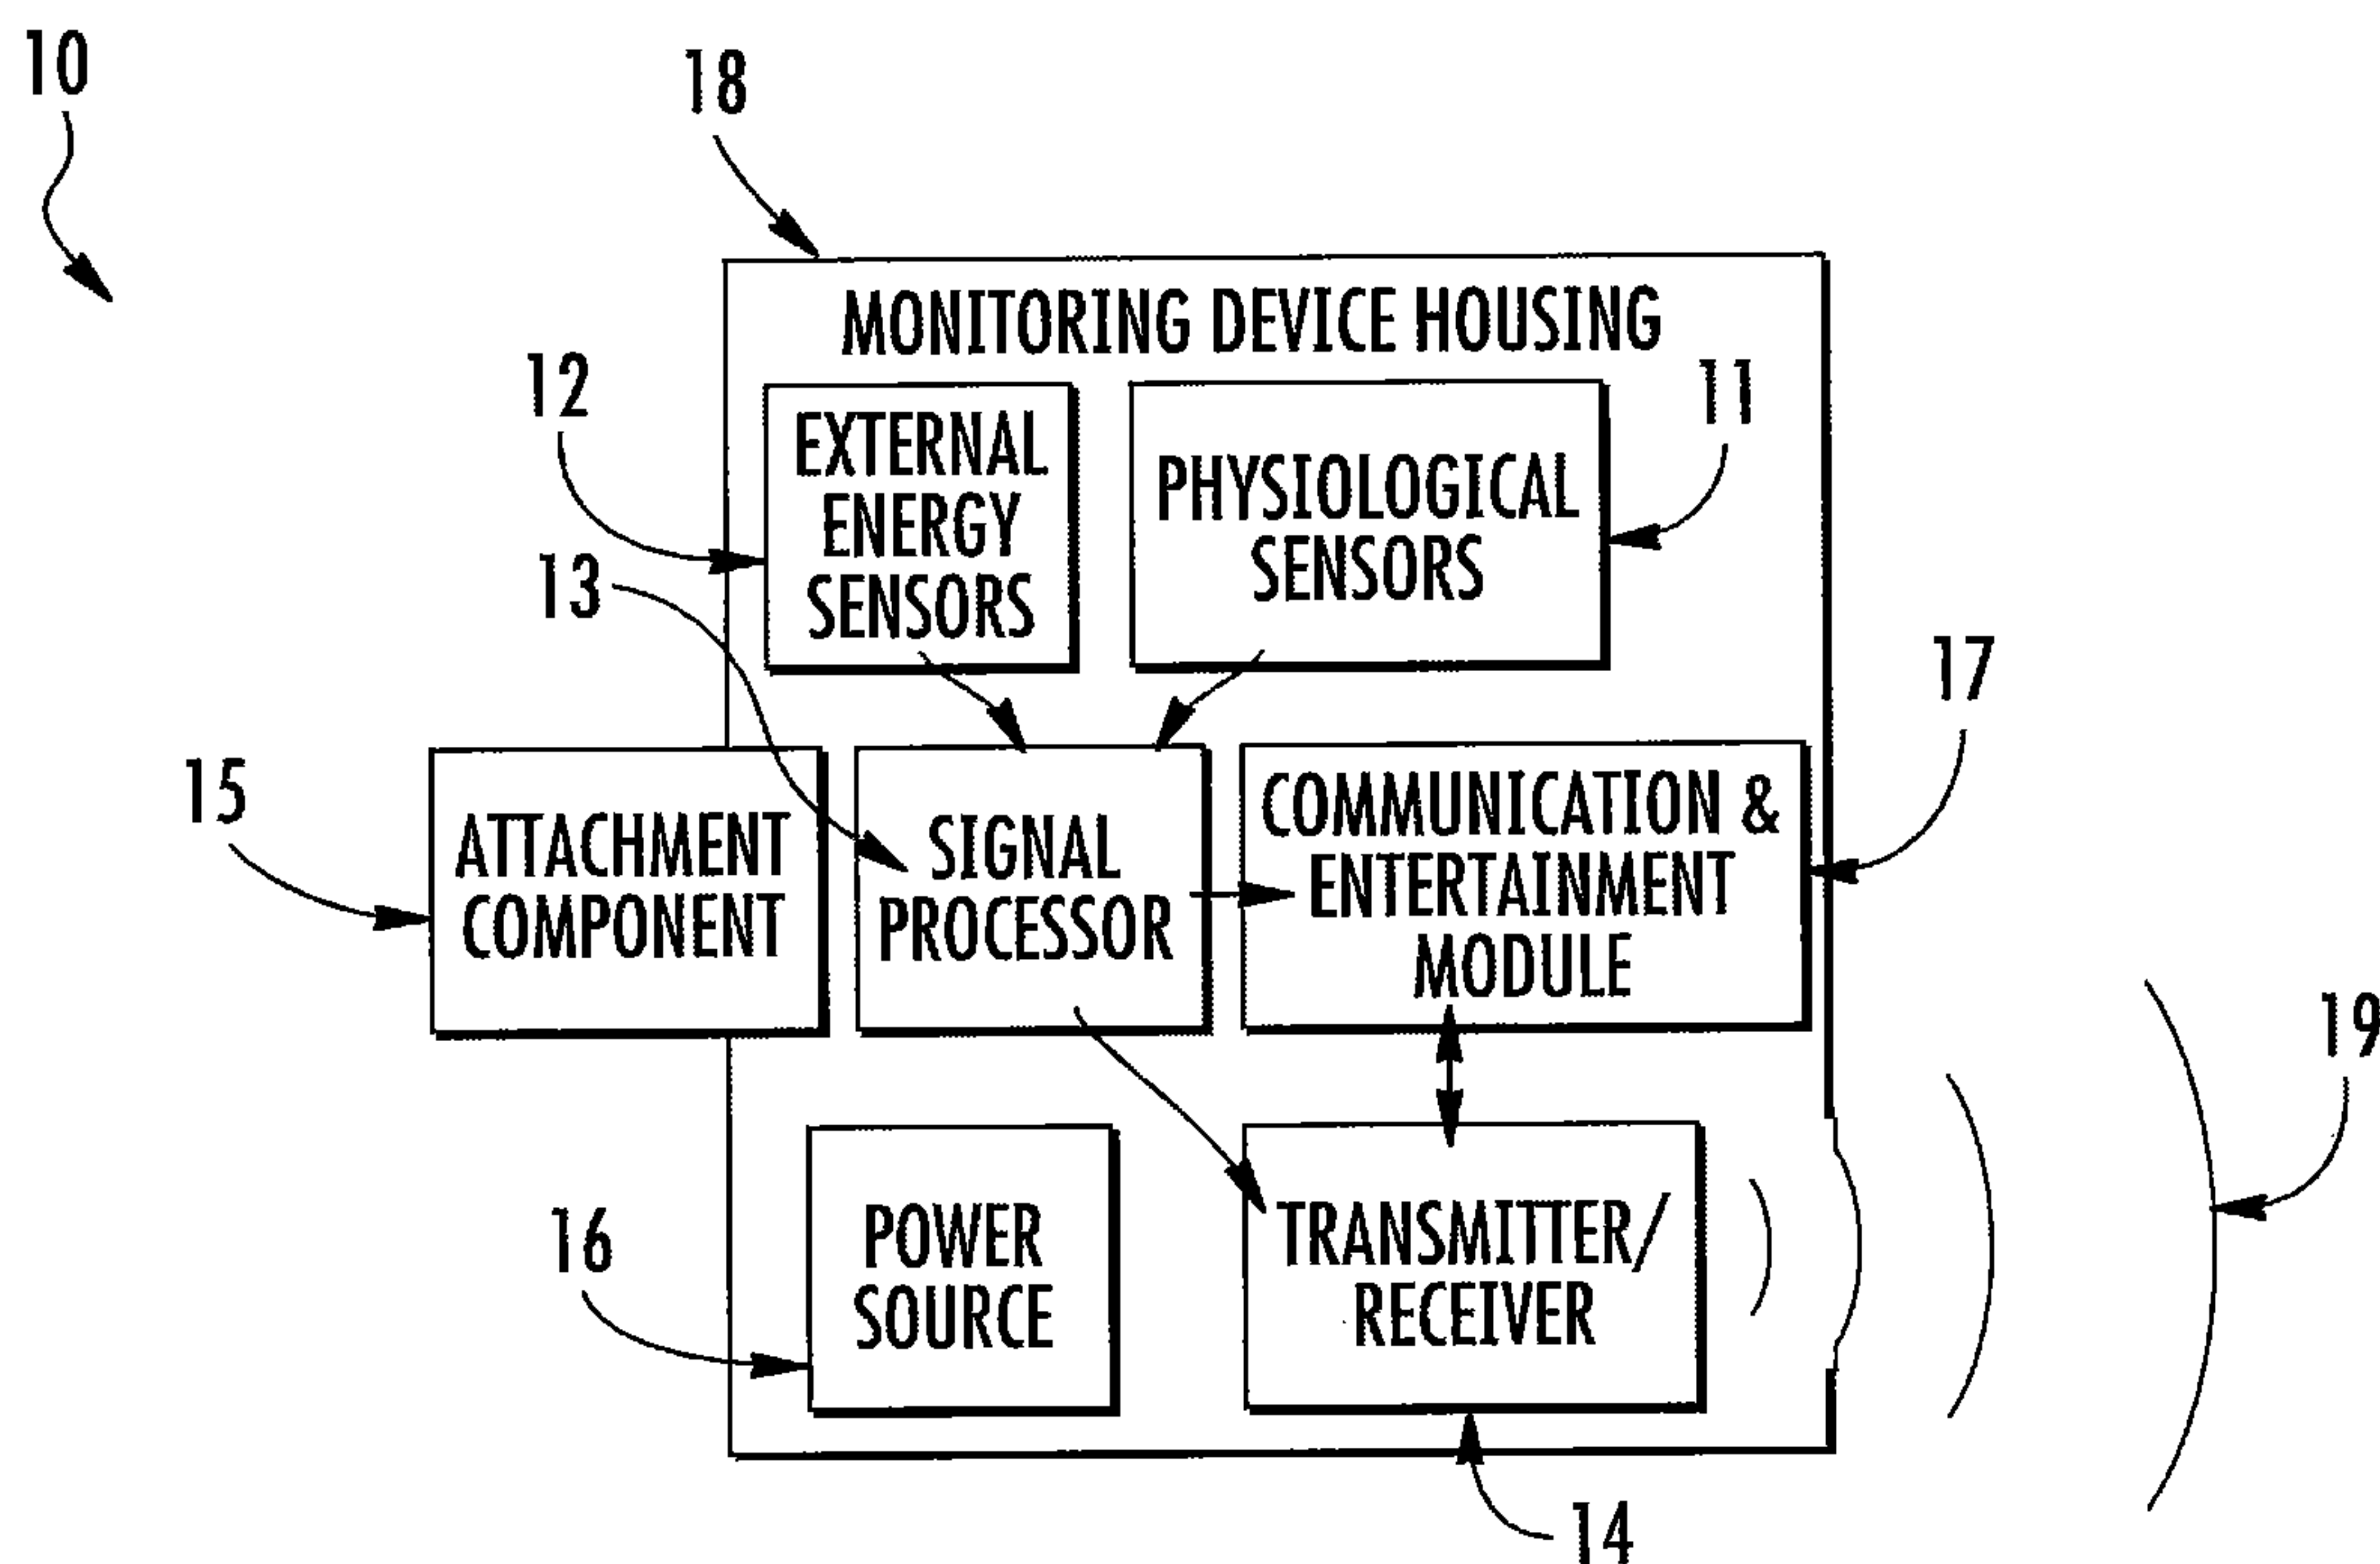 10
18
MONITORING DEVICE HOUSING
12
EXTERNAL
ENERGY
SENSORS
PHYSIOLOGICAL
SENSORS
11
13
17
15
ATTACHMENT
COMPONENT
SIGNAL
PROCESSOR
COMMUNICATION &
ENTERTAINMENT
MODULE
19
16
POWER
SOURCE
TRANSMITTER/
RECEIVER
14